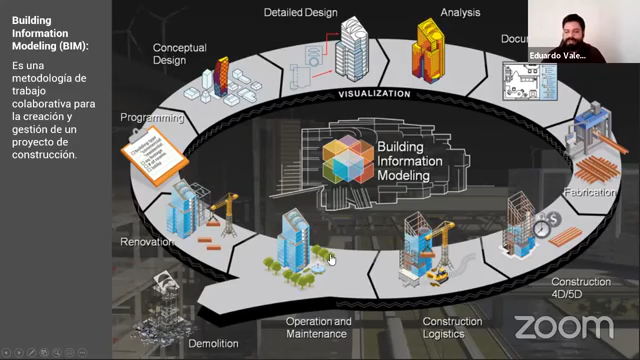 Building
Information
Modeling (BIM):
Es una
metodología de
trabajo
colaborativa para
la creación y
gestión de un
proyecto de
construcción.
Detailed Design
Analysis
Conceptual
Design
Eduardo Vale...
VISUALIZATION
Programming
Building
Information
Modeling
Fabrication
Renovation
Construction
4D/5D
Operation and
Maintenance
Construction
Logistics
Demolition
zoom